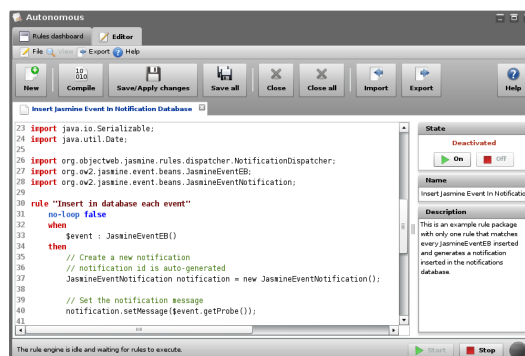 Autonomous
Rules dashboard Editor
File View Export Help
New Compile Save/Apply changes Save all Close Close all Import Export Help
Insert Jasmine Event In Notification Database
23 import java.io.Serializable;
24 import java.util.Date;
25
26 import org.objectweb.jasmine.rules.dispatcher.NotificationDispatcher;
27 import org.ow2.jasmine.event.beans.JasmineEventEB;
28 import org.ow2.jasmine.event.beans.JasmineEventNotification;
29
30 rule "Insert in database each event"
31 no-loop false
32 when
33 $event : JasmineEventEB()
34 then
35 // Create a new notification
36 // notification id is auto-generated
37 JasmineEventNotification notification = new JasmineEventNotification();
38
39 // Set the notification message
40 notification.setMessage($event.getProbe());
41
State
Deactivated
On Off
Name
Insert Jasmine Event In Notificatio
Description
This is an example rule package
with only one rule that matches
every JasmineEventEB inserted
and generates a notification
inserted in the notifications
database.
The rule engine is idle and waiting for rules to execute.
Start Stop